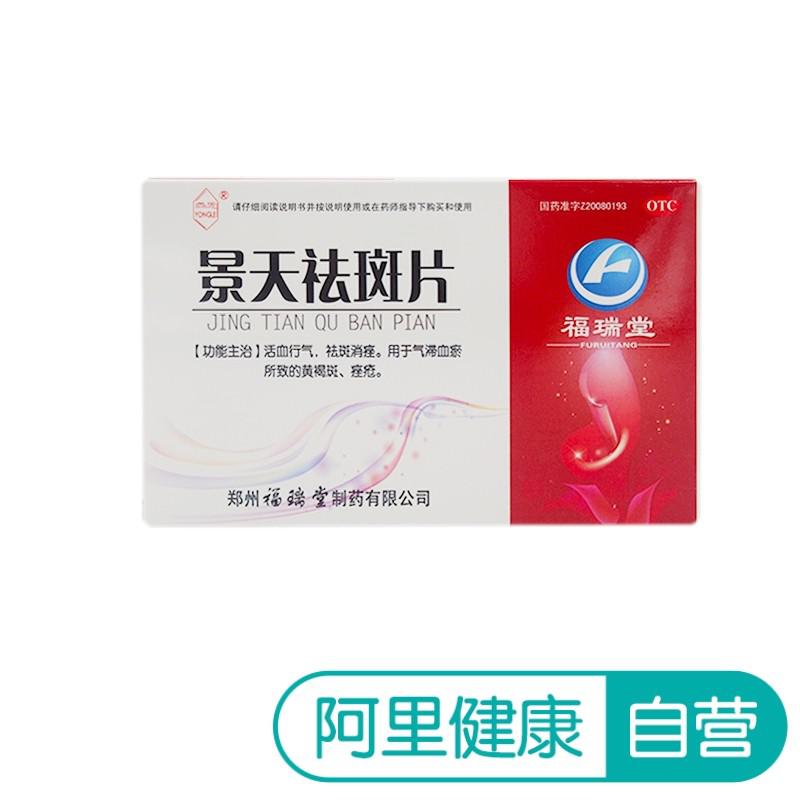 YONGLE
®
请仔细阅读说明书并按说明使用或在药师指导下购买和使用
景天祛斑片
JING TIAN QU BAN PIAN
【功能主治】活血行气，祛斑消痤。用于气滞血瘀
所致的黄褐斑、痤疮。
郑州福瑞堂制药有限公司
国药准字Z20080193
OTC
福瑞堂
FURUITANG
阿里健康 自营